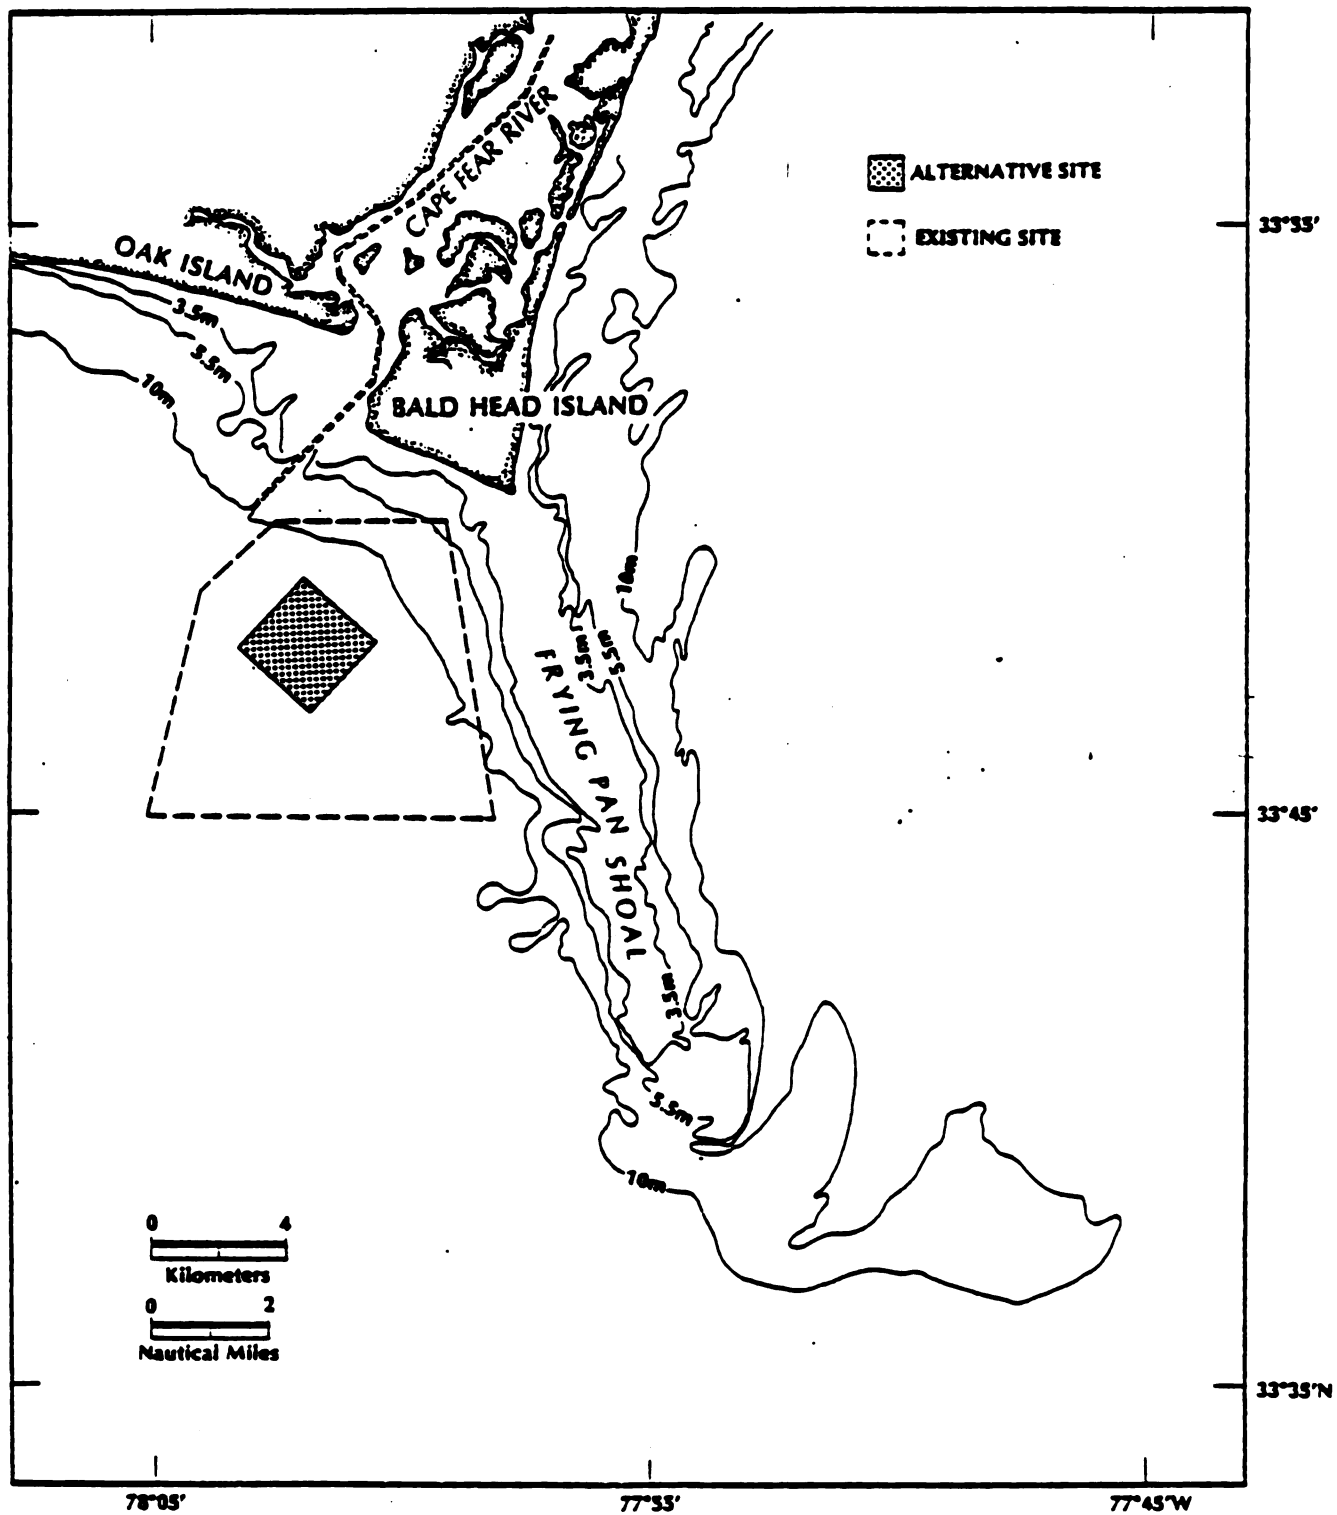 CAPE FEAR RIVER
ALTERNATIVE SITE
EXISTING SITE
33°55'
OAK ISLAND
3.5m
5.5m
10m
BALD HEAD ISLAND
10m
5.5m
3.5m
FRYING PAN SHOAL
33°45'
3.5m
5.5m
10m
0 4
Kilometers
0 2
Nautical Miles
33°35'N
78°05'
77°55'
77°45'W